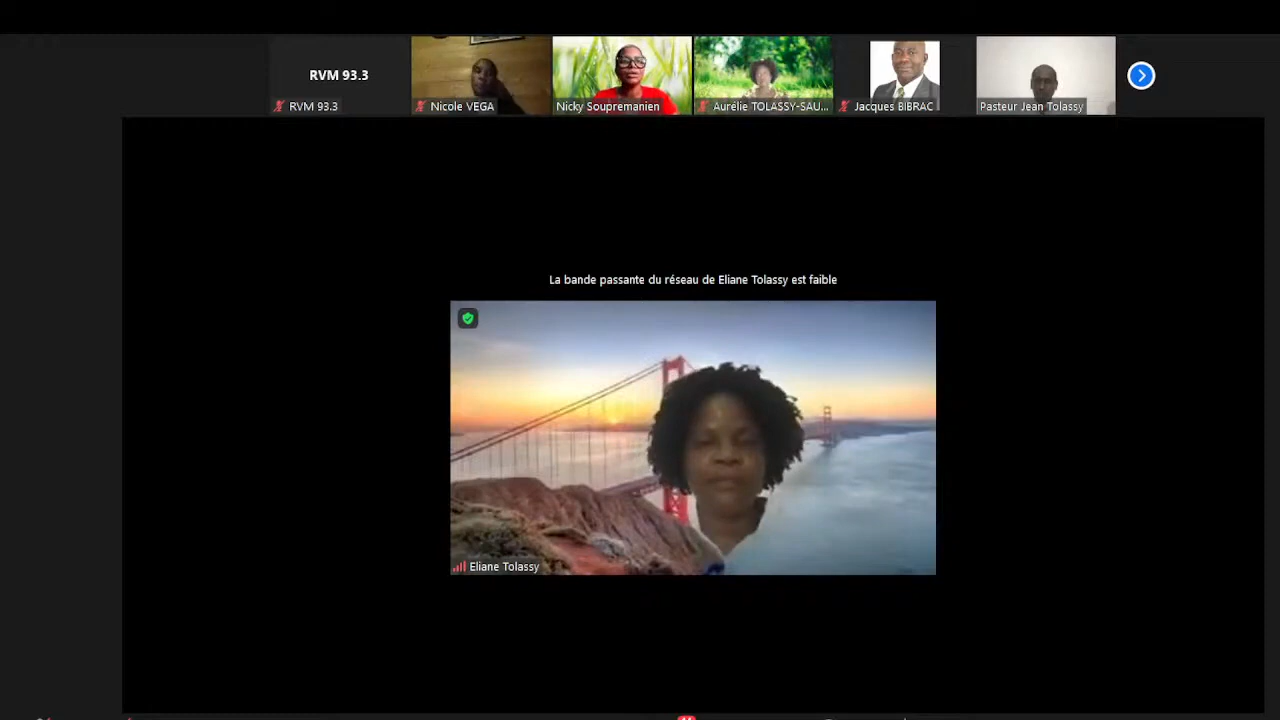 RVM 93.3
RVM 93.3
Nicole VEGA
Nicky Soupremanien
Aurélie TOLASSY-SAU...
Jacques BIBRAC
Pasteur Jean Tolassy
La bande passante du réseau de Eliane Tolassy est faible
Eliane Tolassy